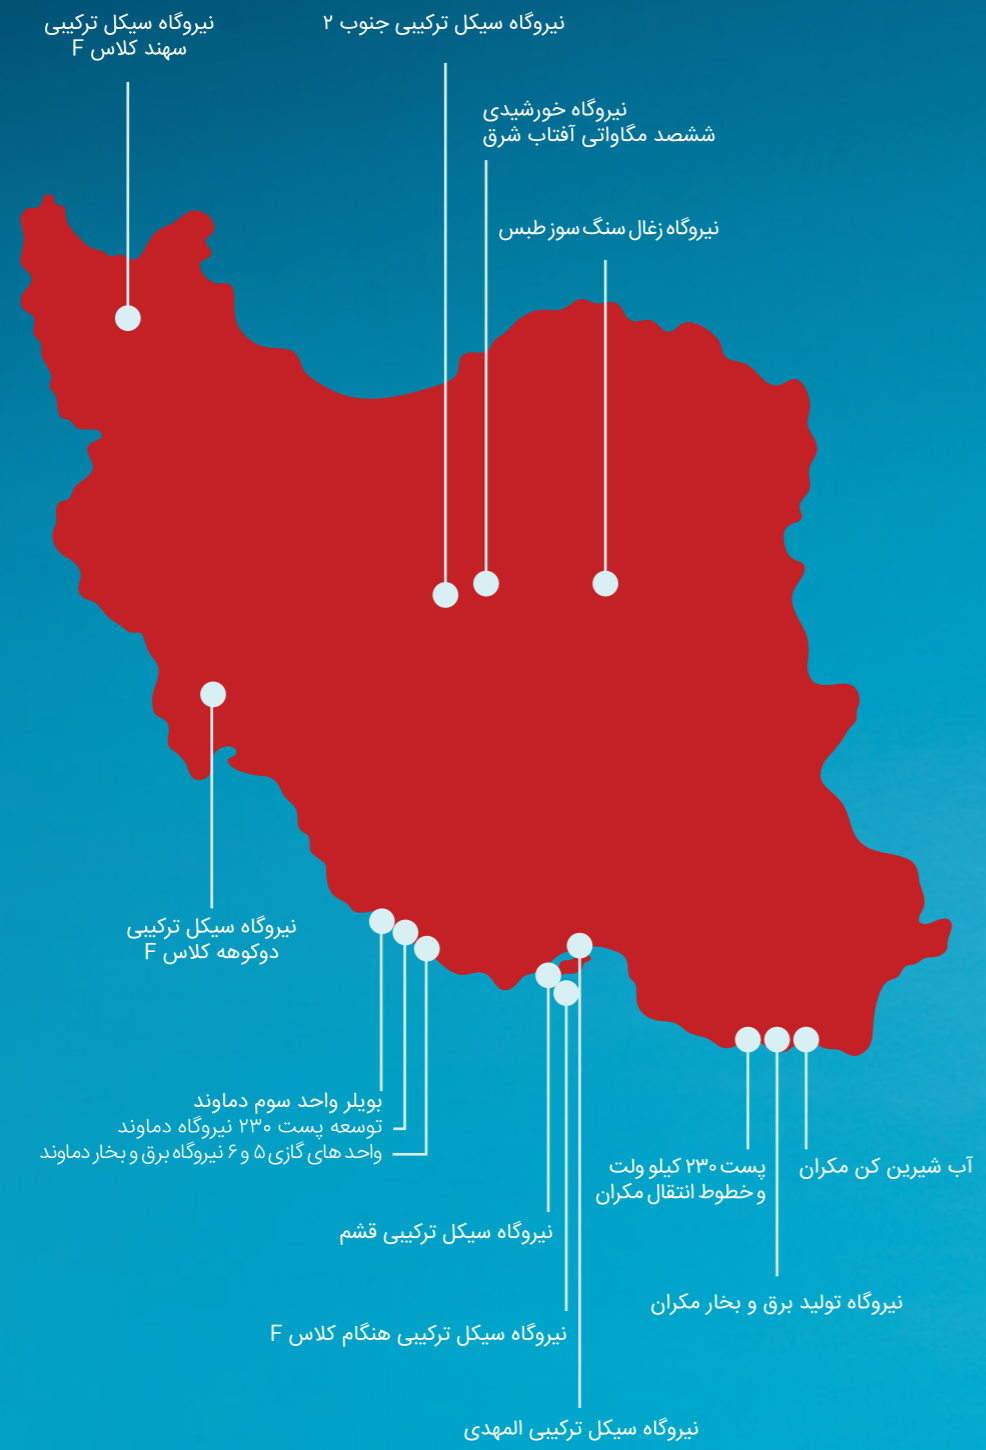 نیروگاه سیکل ترکیبی
سهند کلاس F
نیروگاه سیکل ترکیبی جنوب ۲
نیروگاه خورشیدی
ششصد مگاواتی آفتاب شرق
نیروگاه زغال سنگ سوز طبس
نیروگاه سیکل ترکیبی
دوکوهه کلاس F
بویلر واحد سوم دماوند
توسعه پست ۲۳۰ نیروگاه دماوند
واحد های گازی ۵ و ۶ نیروگاه برق و بخار دماوند
پست ۲۳۰ کیلو ولت
و خطوط انتقال مکران
آب شیرین کن مکران
نیروگاه سیکل ترکیبی قشم
نیروگاه تولید برق و بخار مکران
نیروگاه سیکل ترکیبی هنگام کلاس F
نیروگاه سیکل ترکیبی المهدی